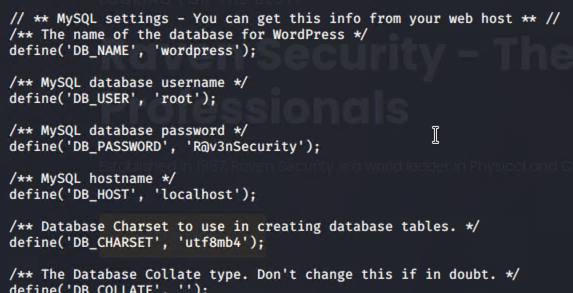 // ** MySQL settings - You can get this info from your web host ** //
/** The name of the database for WordPress */
define('DB_NAME', 'wordpress');
/** MySQL database username */
define('DB_USER', 'root');
/** MySQL database password */
define('DB_PASSWORD', 'R@v3nSecurity');
/** MySQL hostname */
define('DB_HOST', 'localhost');
/** Database Charset to use in creating database tables. */
define('DB_CHARSET', 'utf8mb4');
/** The Database Collate type. Don't change this if in doubt. */
define('DB_COLLATE', '');
Raven Security - The
Professionals
Raven Security is a world leader in Physical and C